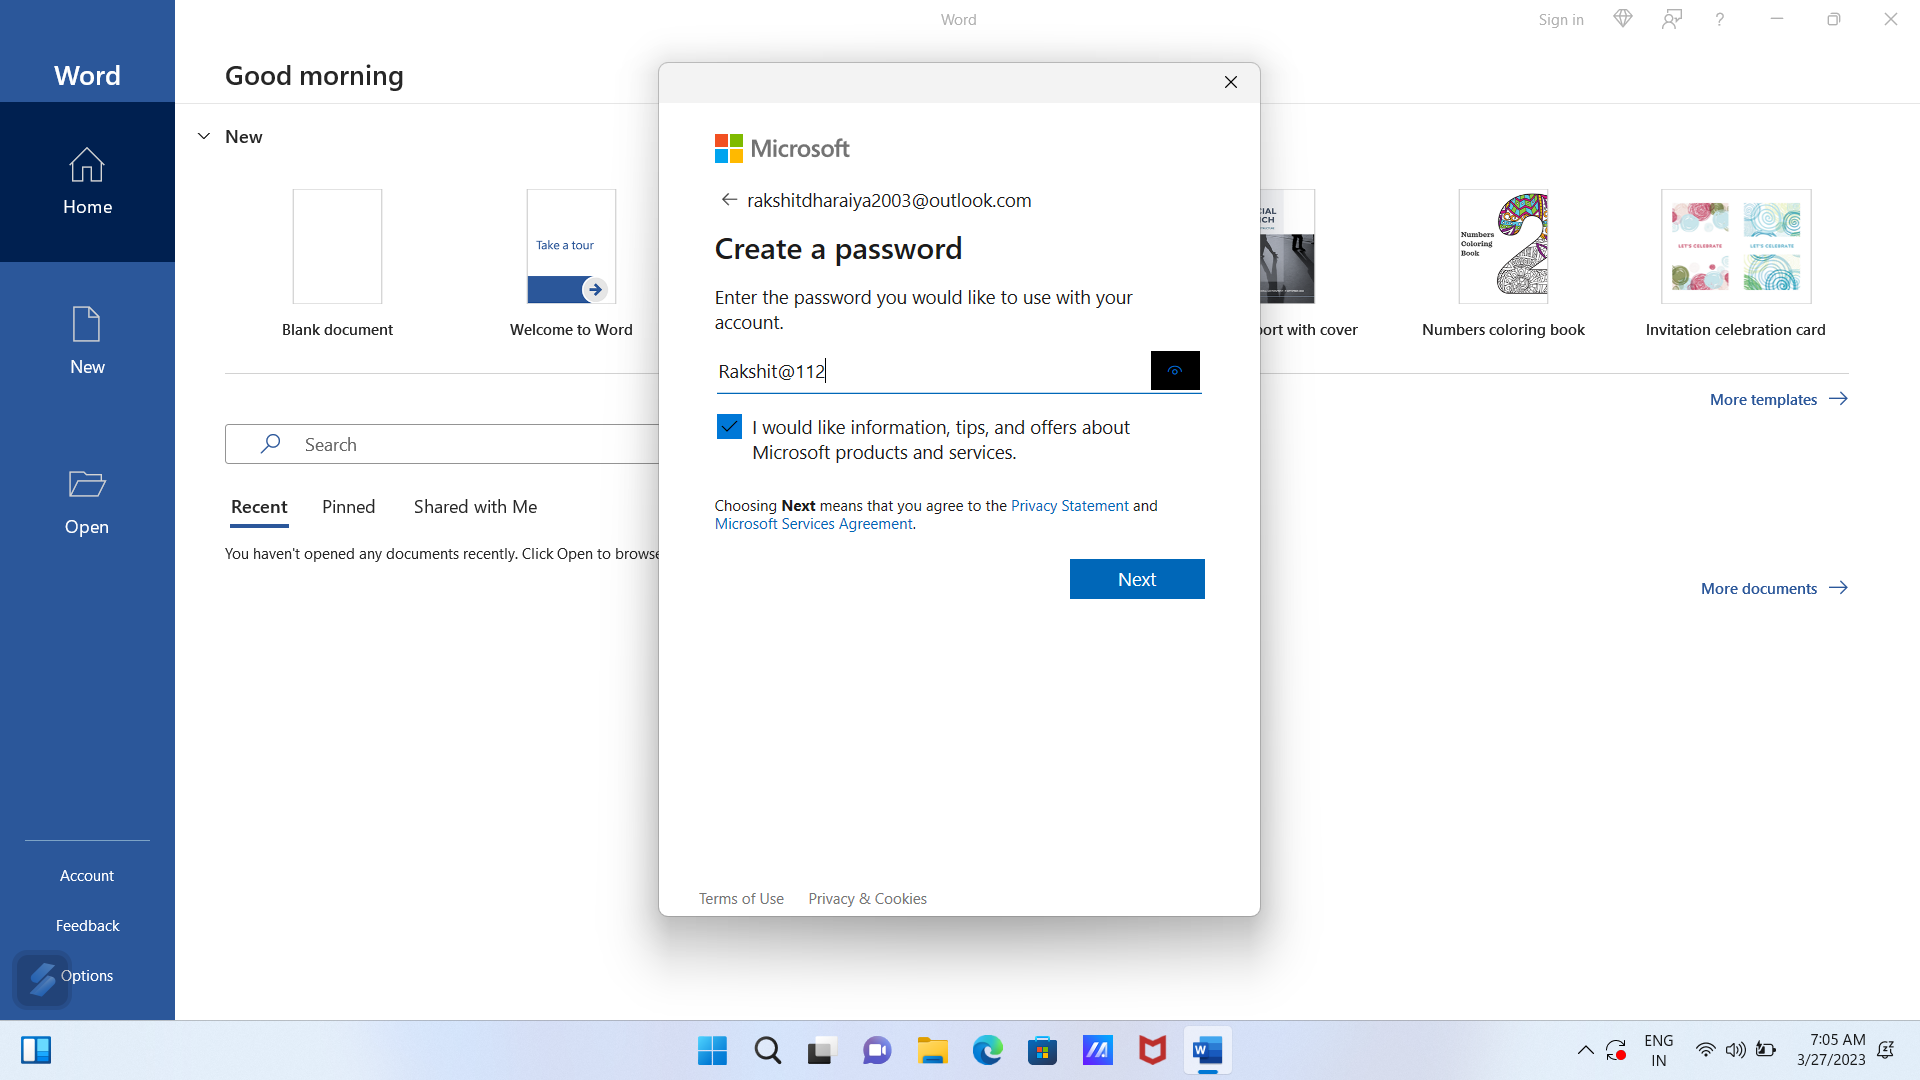 Word
Sign in
?
Word
Good morning
Home
New
Open
Account
Feedback
Options
New
Take a tour
Blank document
Welcome to Word
CIAL
CH
port with cover
Numbers
Coloring
Book
Numbers coloring book
LET'S CELEBRATE
LET'S CELEBRATE
Invitation celebration card
More templates
Search
Recent
Pinned
Shared with Me
You haven't opened any documents recently. Click Open to browse
More documents
Microsoft
rakshitdharaiya2003@outlook.com
Create a password
Enter the password you would like to use with your
account.
Rakshit@112
I would like information, tips, and offers about
Microsoft products and services.
Choosing Next means that you agree to the Privacy Statement and
Microsoft Services Agreement.
Next
Terms of Use
Privacy & Cookies
W
ENG
IN
7:05 AM
3/27/2023